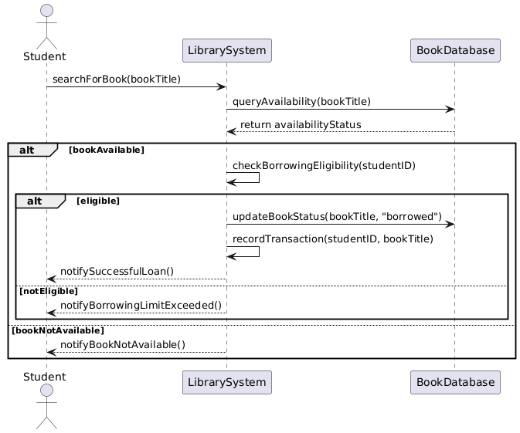 Student
LibrarySystem
BookDatabase
searchForBook(bookTitle)
queryAvailability(bookTitle)
return availabilityStatus
alt [bookAvailable]
checkBorrowingEligibility(studentID)
alt [eligible]
updateBookStatus(bookTitle, "borrowed")
recordTransaction(studentID, bookTitle)
notifySuccessfulLoan()
[notEligible]
notifyBorrowingLimitExceeded()
[bookNotAvailable]
notifyBookNotAvailable()
Student
LibrarySystem
BookDatabase